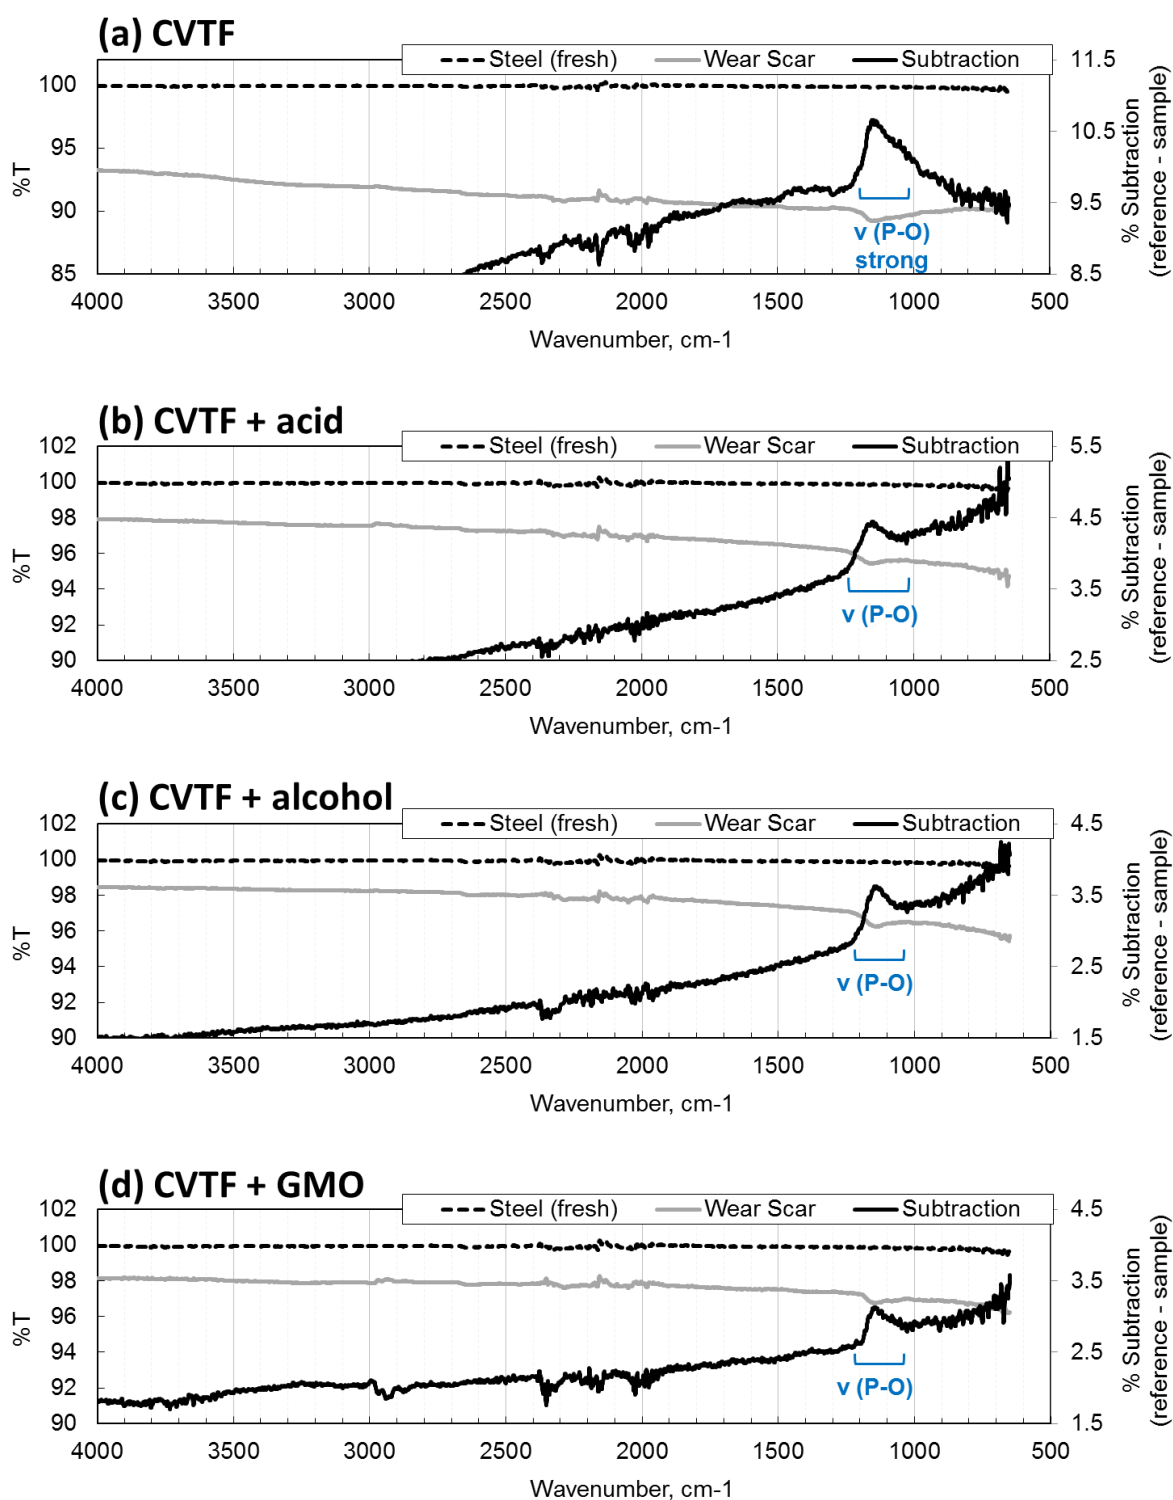 (a) CVTF
Steel (fresh) Wear Scar Subtraction
100
95
90
85
%T
11.5
10.5
9.5
8.5
% Subtraction
(reference - sample)
v (P-O)
strong
4000 3500 3000 2500 2000 1500 1000 500
Wavenumber, cm-1
(b) CVTF + acid
Steel (fresh) Wear Scar Subtraction
102
100
98
96
94
92
90
%T
5.5
4.5
3.5
2.5
% Subtraction
(reference - sample)
v (P-O)
4000 3500 3000 2500 2000 1500 1000 500
Wavenumber, cm-1
(c) CVTF + alcohol
Steel (fresh) Wear Scar Subtraction
102
100
98
96
94
92
90
%T
4.5
3.5
2.5
1.5
% Subtraction
(reference - sample)
v (P-O)
4000 3500 3000 2500 2000 1500 1000 500
Wavenumber, cm-1
(d) CVTF + GMO
Steel (fresh) Wear Scar Subtraction
102
100
98
96
94
92
90
%T
4.5
3.5
2.5
1.5
% Subtraction
(reference - sample)
v (P-O)
4000 3500 3000 2500 2000 1500 1000 500
Wavenumber, cm-1